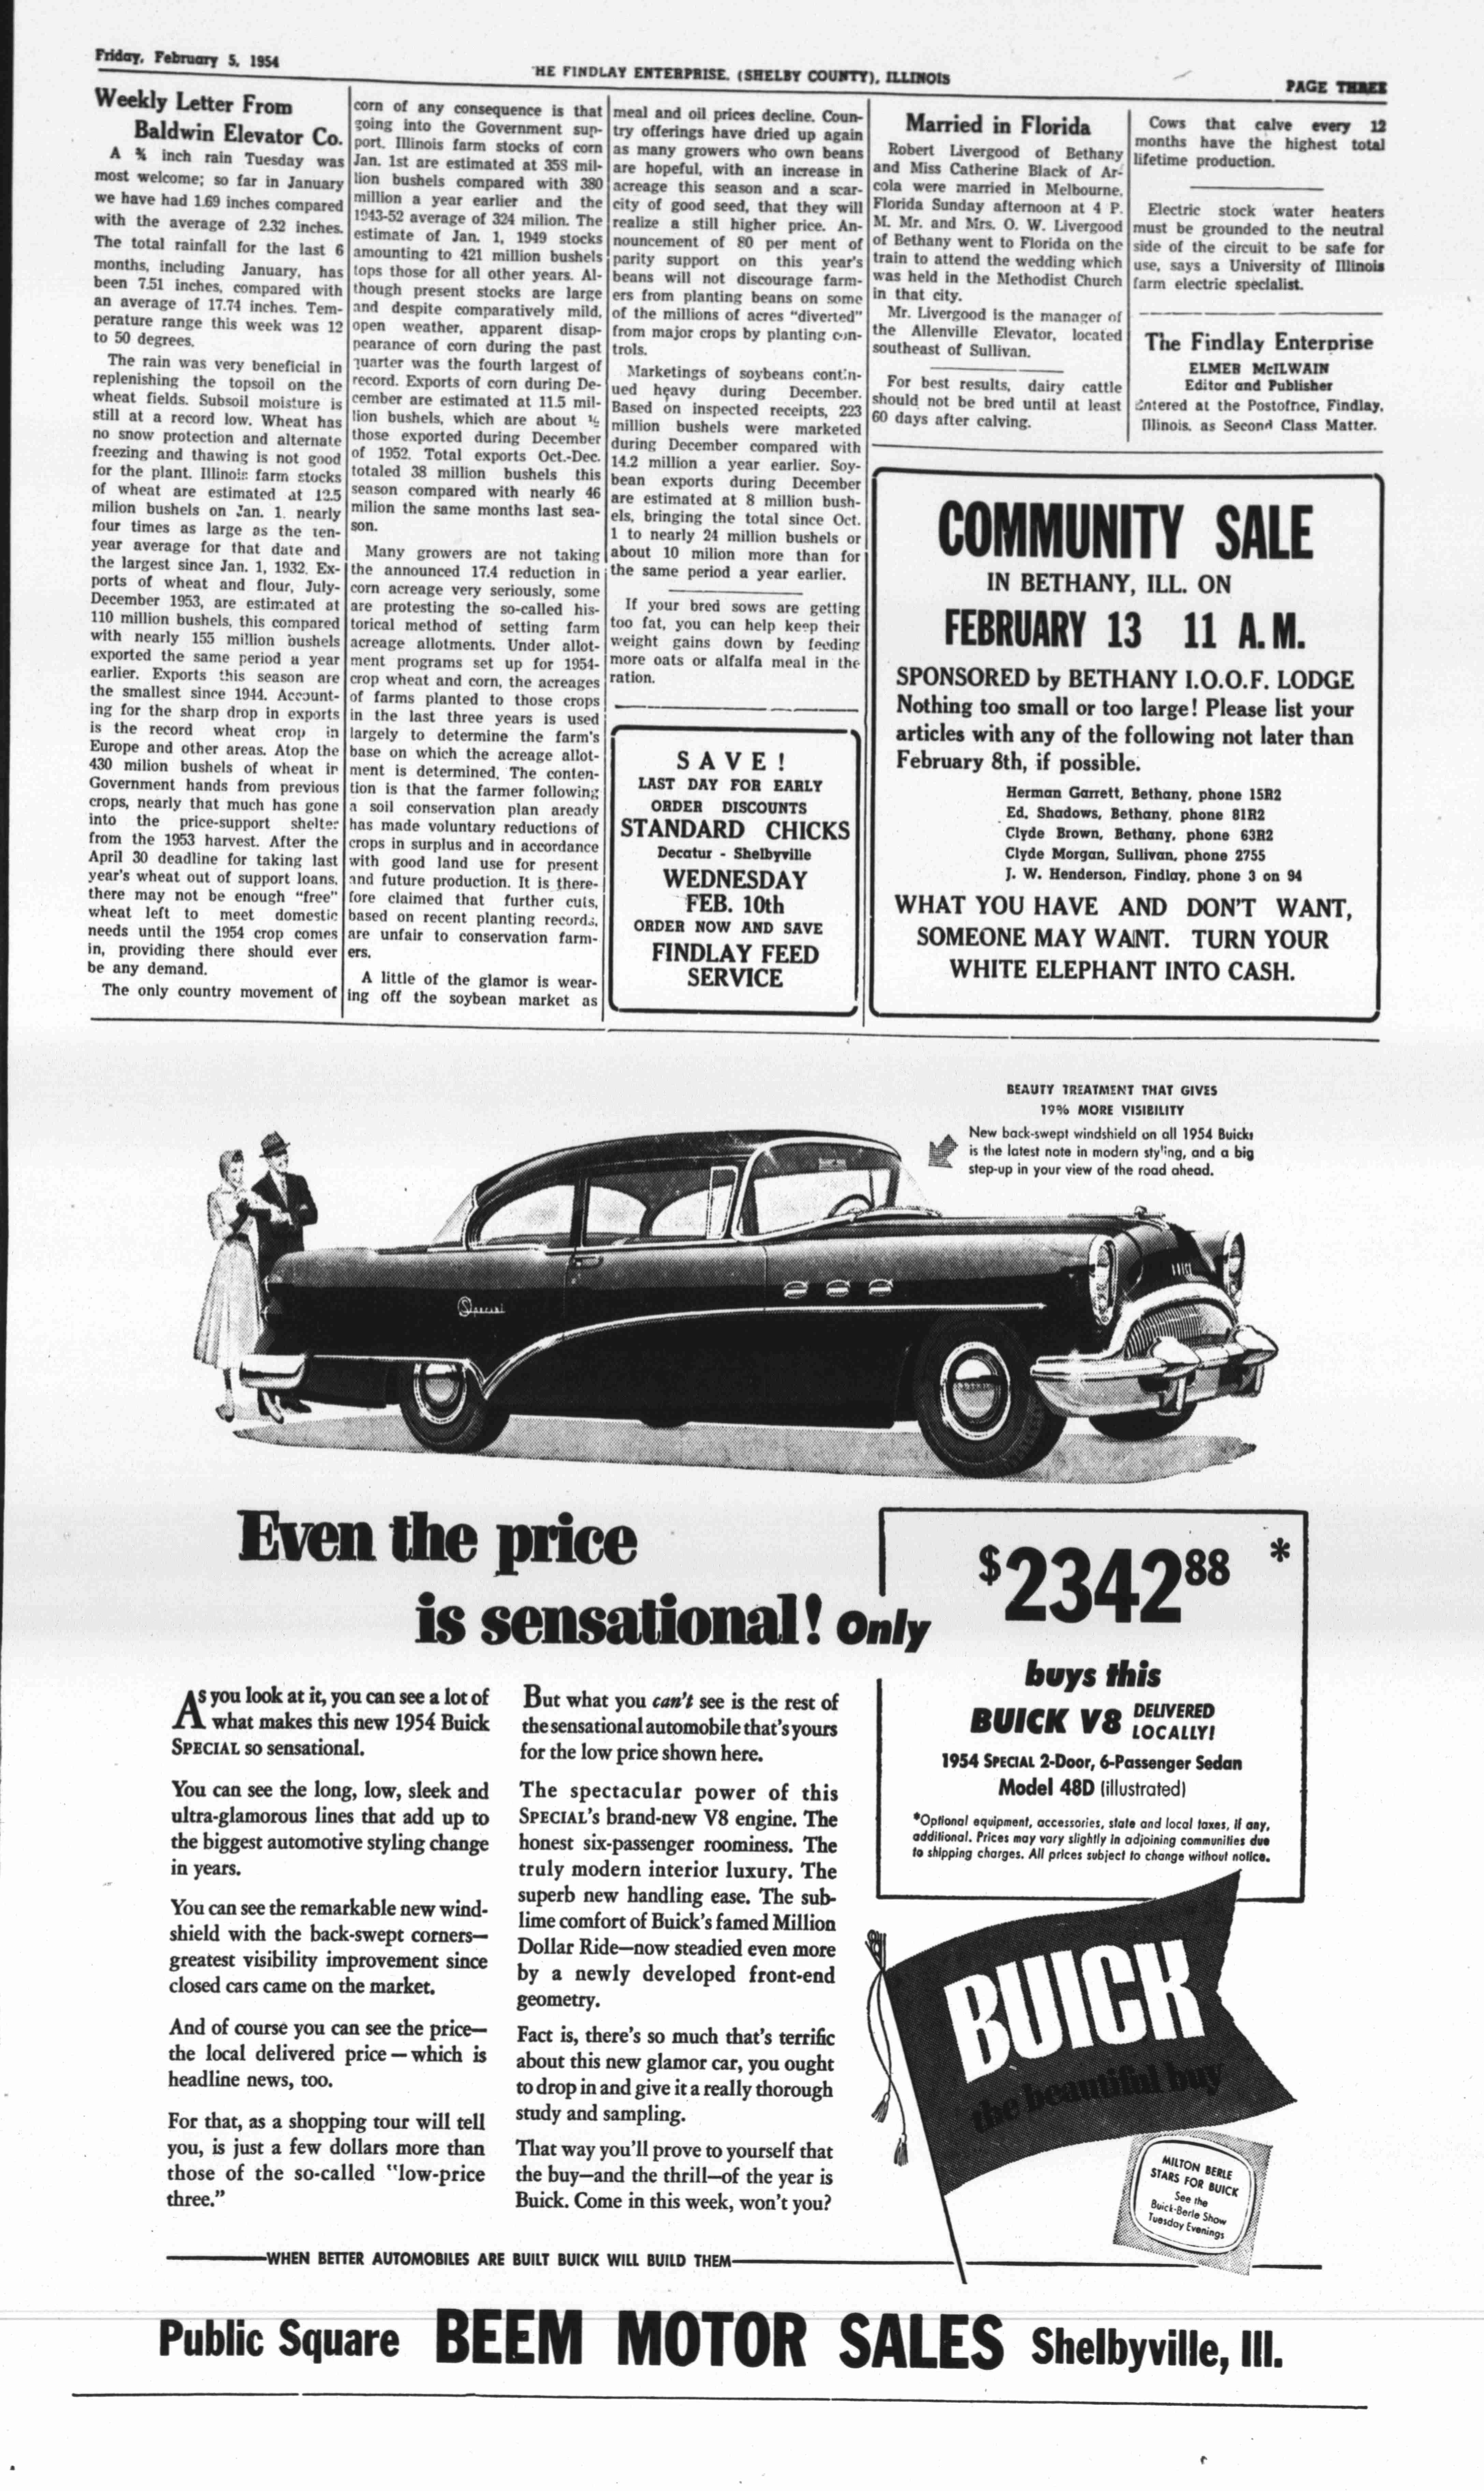 Friday, February 5, 1954
HE FINDLAY ENTERPRISE, (SHELBY COUNTY), ILLINOIS
PAGE THREE
Weekly Letter From
Baldwin Elevator Co.
A ¾ inch rain Tuesday was
most welcome; so far in January
we have had 1.69 inches compared
with the average of 2.32 inches.
The total rainfall for the last 6
months, including January, has
been 7.51 inches, compared with
an average of 17.74 inches. Tem-
perature range this week was 12
to 50 degrees.
The rain was very beneficial in
replenishing the topsoil on the
wheat fields. Subsoil moisture is
still at a record low. Wheat has
no snow protection and alternate
freezing and thawing is not good
for the plant. Illinois farm stocks
of wheat are estimated at 12.5
milion bushels on Jan. 1. nearly
four times as large as the ten-
year average for that date and
the largest since Jan. 1, 1932. Ex-
ports of wheat and flour, July-
December 1953, are estimated at
110 million bushels, this compared
with nearly 155 million bushels
exported the same period a year
earlier. Exports this season are
the smallest since 1944. Account-
ing for the sharp drop in exports
is the record wheat crop in
Europe and other areas. Atop the
430 milion bushels of wheat in
Government hands from previous
crops, nearly that much has gone
into the price-support shelter
from the 1953 harvest. After the
April 30 deadline for taking last
year's wheat out of support loans,
there may not be enough "free"
wheat left to meet domestic
needs until the 1954 crop comes
in, providing there should ever
be any demand.
The only country movement of
corn of any consequence is that
going into the Government sup-
port. Illinois farm stocks of corn
Jan. 1st are estimated at 358 mil-
lion bushels compared with 380
million a year earlier and the
1943-52 average of 324 milion. The
estimate of Jan. 1, 1949 stocks
amounting to 421 million bushels
tops those for all other years. Al-
though present stocks are large
and despite comparatively mild,
open weather, apparent disap-
pearance of corn during the past
quarter was the fourth largest of
record. Exports of corn during De-
cember are estimated at 11.5 mil-
lion bushels, which are about ½
those exported during December
of 1952. Total exports Oct.-Dec.
totaled 38 million bushels this
season compared with nearly 46
milion the same months last sea-
son.
Many growers are not taking
the announced 17.4 reduction in
corn acreage very seriously, some
are protesting the so-called his-
torical method of setting farm
acreage allotments. Under allot-
ment programs set up for 1954-
crop wheat and corn, the acreages
of farms planted to those crops
in the last three years is used
largely to determine the farm's
base on which the acreage allot-
ment is determined. The conten-
tion is that the farmer following
a soil conservation plan aready
has made voluntary reductions of
crops in surplus and in accordance
with good land use for present
and future production. It is there-
fore claimed that further cuts,
based on recent planting records,
are unfair to conservation farm-
ers.
A little of the glamor is wear-
ing off the soybean market as
meal and oil prices decline. Coun-
try offerings have dried up again
as many growers who own beans
are hopeful, with an increase in
acreage this season and a scar-
city of good seed, that they will
realize a still higher price. An-
nouncement of 80 per ment of
parity support on this year's
beans will not discourage farm-
ers from planting beans on some
of the millions of acres "diverted"
from major crops by planting con-
trols.
Marketings of soybeans contin-
ued heavy during December.
Based on inspected receipts, 223
million bushels were marketed
during December compared with
14.2 million a year earlier. Soy-
bean exports during December
are estimated at 8 million bush-
els, bringing the total since Oct.
1 to nearly 24 million bushels or
about 10 milion more than for
the same period a year earlier.
If your bred sows are getting
too fat, you can help keep their
weight gains down by feeding
more oats or alfalfa meal in the
ration.
SAVE!
LAST DAY FOR EARLY
ORDER DISCOUNTS
STANDARD CHICKS
Decatur - Shelbyville
WEDNESDAY
FEB. 10th
ORDER NOW AND SAVE
FINDLAY FEED
SERVICE
Married in Florida
Robert Livergood of Bethany
and Miss Catherine Black of Ar-
cola were married in Melbourne,
Florida Sunday afternoon at 4 P.
M. Mr. and Mrs. O. W. Livergood
of Bethany went to Florida on the
train to attend the wedding which
was held in the Methodist Church
in that city.
Mr. Livergood is the manager of
the Allenville Elevator, located
southeast of Sullivan.
For best results, dairy cattle
should not be bred until at least
60 days after calving.
Cows that calve every 12
months have the highest total
lifetime production.
Electric stock water heaters
must be grounded to the neutral
side of the circuit to be safe for
use, says a University of Illinois
farm electric specialist.
The Findlay Enterprise
ELMER McILWAIN
Editor and Publisher
Entered at the Postoffice, Findlay,
Illinois, as Second Class Matter.
COMMUNITY SALE
IN BETHANY, ILL. ON
FEBRUARY 13 11 A.M.
SPONSORED by BETHANY I.O.O.F. LODGE
Nothing too small or too large! Please list your
articles with any of the following not later than
February 8th, if possible.
Herman Garrett, Bethany, phone 15R2
Ed. Shadows, Bethany, phone 81R2
Clyde Brown, Bethany, phone 63R2
Clyde Morgan, Sullivan, phone 2755
J. W. Henderson, Findlay, phone 3 on 94
WHAT YOU HAVE AND DON'T WANT,
SOMEONE MAY WANT. TURN YOUR
WHITE ELEPHANT INTO CASH.
BEAUTY TREATMENT THAT GIVES
19% MORE VISIBILITY
New back-swept windshield on all 1954 Buicks
is the latest note in modern styling, and a big
step-up in your view of the road ahead.
Special
BUICK
Even the price
is sensational! Only
$2342 88 *
buys this
BUICK V8 DELIVERED
LOCALLY!
1954 SPECIAL 2-Door, 6-Passenger Sedan
Model 48D (illustrated)
*Optional equipment, accessories, state and local taxes, if any,
additional. Prices may vary slightly in adjoining communities due
to shipping charges. All prices subject to change without notice.
As you look at it, you can see a lot of
what makes this new 1954 Buick
SPECIAL so sensational.
You can see the long, low, sleek and
ultra-glamorous lines that add up to
the biggest automotive styling change
in years.
You can see the remarkable new wind-
shield with the back-swept corners—
greatest visibility improvement since
closed cars came on the market.
And of course you can see the price—
the local delivered price—which is
headline news, too.
For that, as a shopping tour will tell
you, is just a few dollars more than
those of the so-called "low-price
three."
But what you can't see is the rest of
the sensational automobile that's yours
for the low price shown here.
The spectacular power of this
SPECIAL's brand-new V8 engine. The
honest six-passenger roominess. The
truly modern interior luxury. The
superb new handling ease. The sub-
lime comfort of Buick's famed Million
Dollar Ride—now steadied even more
by a newly developed front-end
geometry.
Fact is, there's so much that's terrific
about this new glamor car, you ought
to drop in and give it a really thorough
study and sampling.
That way you'll prove to yourself that
the buy—and the thrill—of the year is
Buick. Come in this week, won't you?
BUICK
the beautiful buy
MILTON BERLE
STARS FOR BUICK
See the
Buick-Berle Show
Tuesday Evenings
WHEN BETTER AUTOMOBILES ARE BUILT BUICK WILL BUILD THEM
Public Square BEEM MOTOR SALES Shelbyville, Ill.